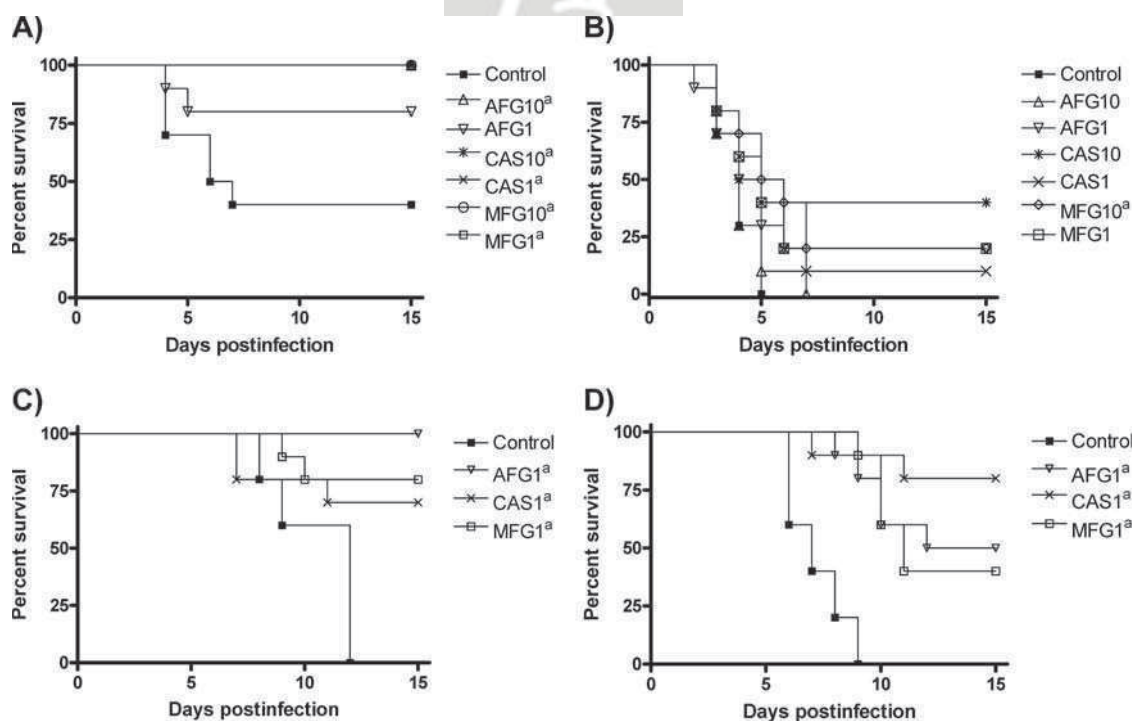 A)
100
75
50
25
0
Percent survival
0 5 10 15
Days postinfection
Control
AFG10ᵃ
AFG1
CAS10ᵃ
CAS1ᵃ
MFG10ᵃ
MFG1ᵃ
B)
100
75
50
25
0
Percent survival
0 5 10 15
Days postinfection
Control
AFG10
AFG1
CAS10
CAS1
MFG10ᵃ
MFG1
C)
100
75
50
25
0
Percent survival
0 5 10 15
Days postinfection
Control
AFG1ᵃ
CAS1ᵃ
MFG1ᵃ
D)
100
75
50
25
0
Percent survival
0 5 10 15
Days postinfection
Control
AFG1ᵃ
CAS1ᵃ
MFG1ᵃ